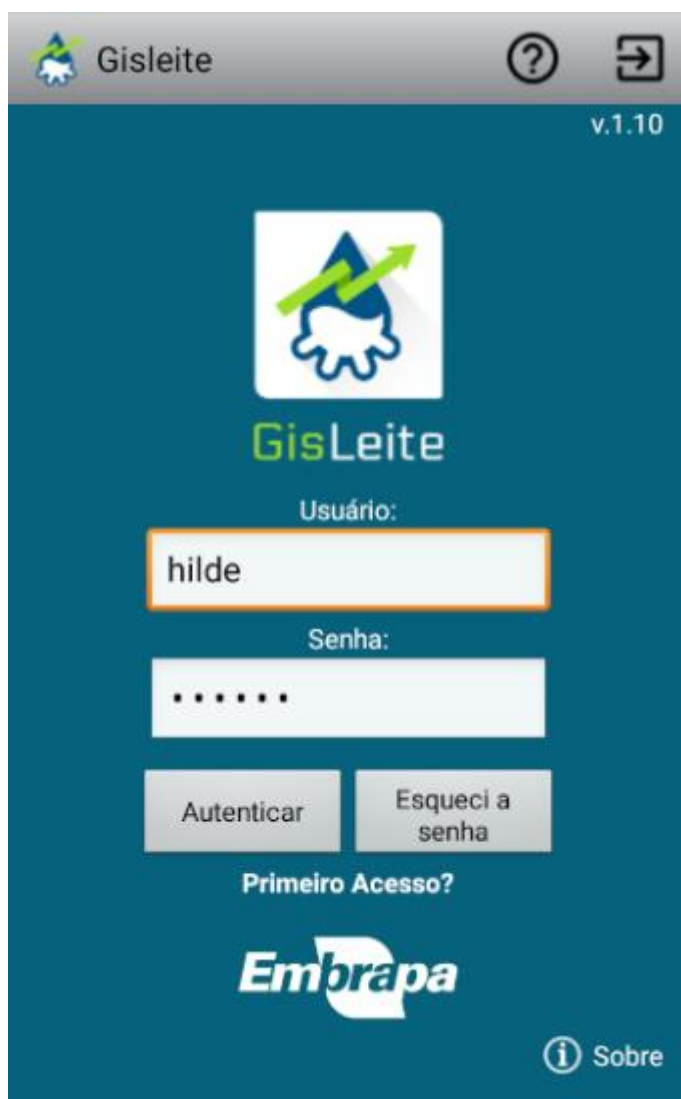 Gisleite
v.1.10
GisLeite
Usuário:
hilde
Senha:
••••••
Autenticar
Esqueci a
senha
Primeiro Acesso?
Embrapa
Sobre